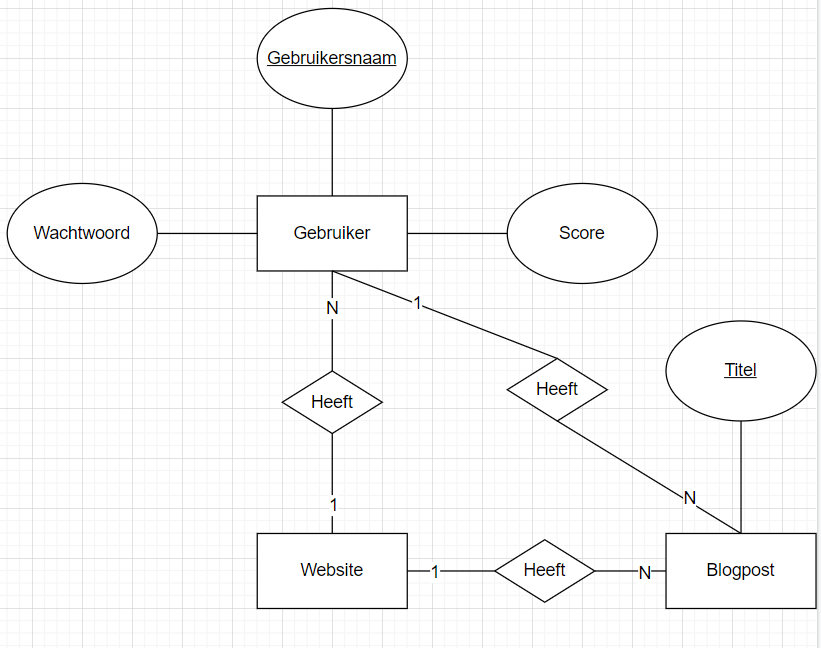 Gebruikersnaam
Wachtwoord
Gebruiker
Score
N
1
Heeft
Heeft
Titel
1
N
Website
1
Heeft
N
Blogpost